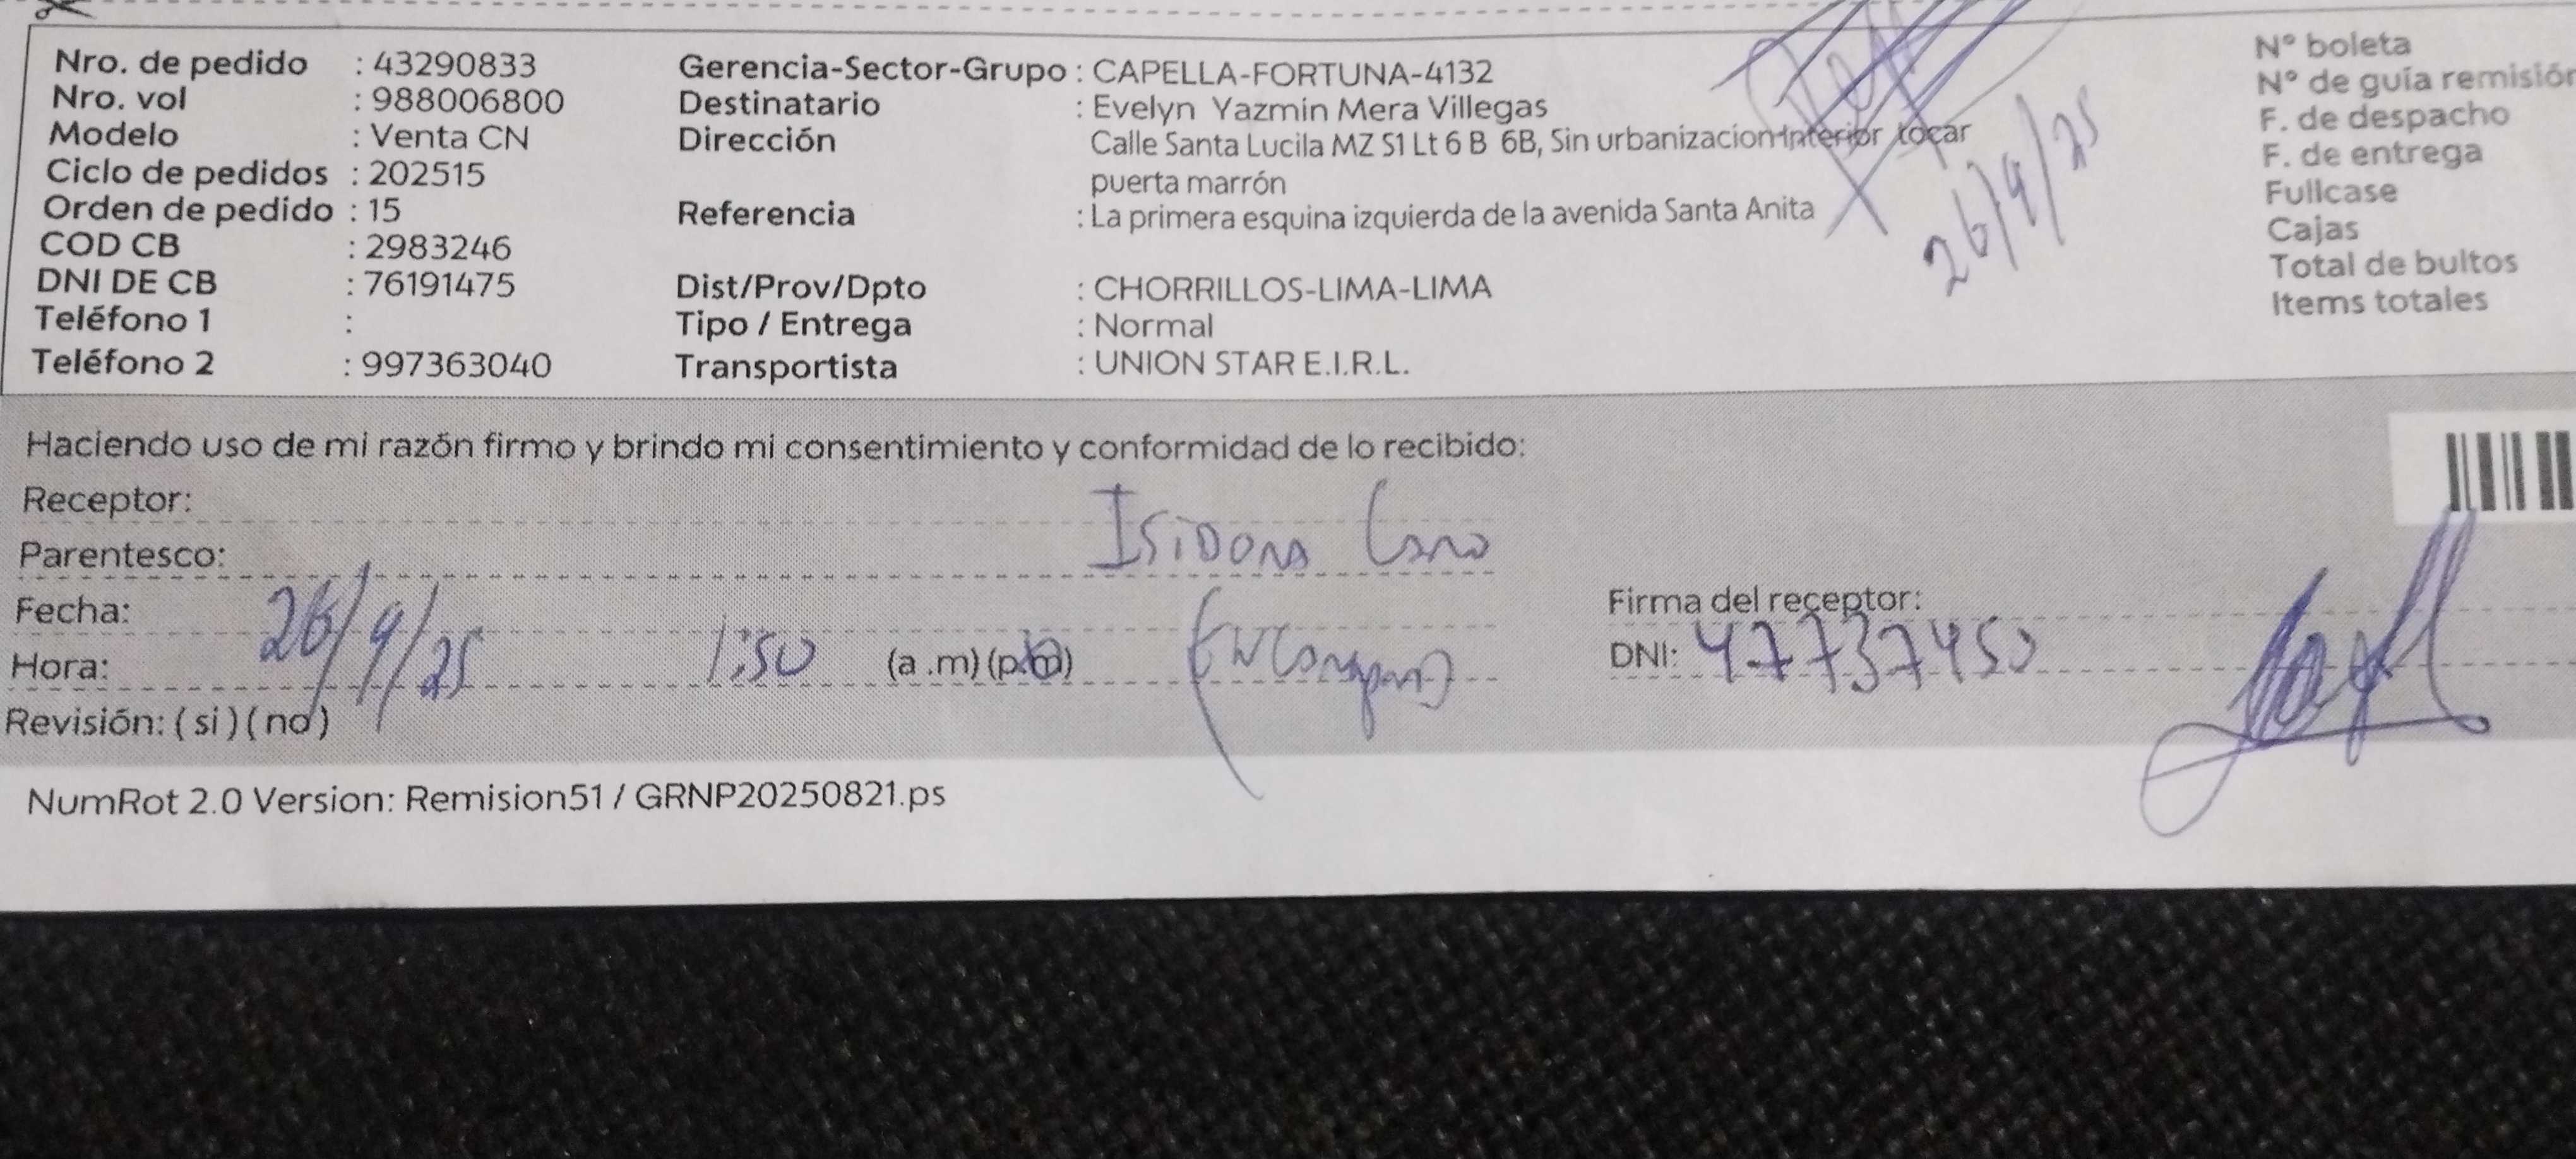 Nro. de pedido : 43290833
Nro. vol : 988006800
Modelo : Venta CN
Ciclo de pedidos : 202515
Orden de pedido : 15
COD CB : 2983246
DNI DE CB : 76191475
Teléfono 1 :
Teléfono 2 : 997363040
Gerencia-Sector-Grupo : CAPELLA-FORTUNA-4132
Destinatario : Evelyn Yazmin Mera Villegas
Dirección Calle Santa Lucila MZ S1 Lt 6 B 6B, Sin urbanizacion-Interior tocar
puerta marrón
Referencia : La primera esquina izquierda de la avenida Santa Anita
Dist/Prov/Dpto : CHORRILLOS-LIMA-LIMA
Tipo / Entrega : Normal
Transportista : UNION STAR E.I.R.L.
26/9/25
N° boleta
N° de guía remisión
F. de despacho
F. de entrega
Fullcase
Cajas
Total de bultos
Items totales
Haciendo uso de mi razón firmo y brindo mi consentimiento y conformidad de lo recibido:
Receptor:
Isidora
Parentesco:
Fecha: 26/9/25
Hora: 1:50 (a .m) (p.m)
Revisión: ( si ) ( no )
Firma del receptor:
DNI: 47737450
NumRot 2.0 Version: Remision51 / GRNP20250821.ps